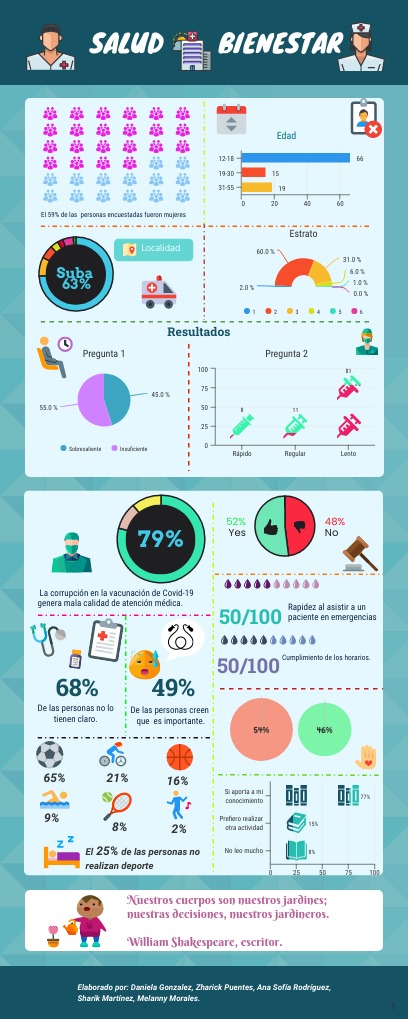 SALUD BIENESTAR
El 59% de las personas encuestadas fueron mujeres
Edad
12-18 66
19-30 15
31-55 19
0 20 40 60
Suba
63%
Localidad
Estrato
60.0 %
31.0 %
6.0 %
1.0 %
0.0 %
2.0 %
1 2 3 4 5 6
Resultados
Pregunta 1
55.0 %
45.0 %
Sobresaliente Insuficiente
Pregunta 2
100
75
50
25
0
8
11
81
Rápido Regular Lento
79%
La corrupción en la vacunación de Covid-19
genera mala calidad de atención médica.
52%
Yes
48%
No
50/100
Rapidez al asistir a un
paciente en emergencias
50/100
Cumplimiento de los horarios.
68%
De las personas no lo
tienen claro.
49%
De las personas creen
que es importante.
54%
46%
65%
21%
16%
9%
8%
2%
El 25% de las personas no
realizan deporte
Si aporta a mi
conocimiento
77%
Prefiero realizar
otra actividad
15%
No leo mucho
8%
0 25 50 75 100
Nuestros cuerpos son nuestros jardines;
nuestras decisiones, nuestros jardineros.
William Shakespeare, escritor.
Elaborado por: Daniela Gonzalez, Zharick Puentes, Ana Sofía Rodríguez,
Sharik Martínez, Melanny Morales.